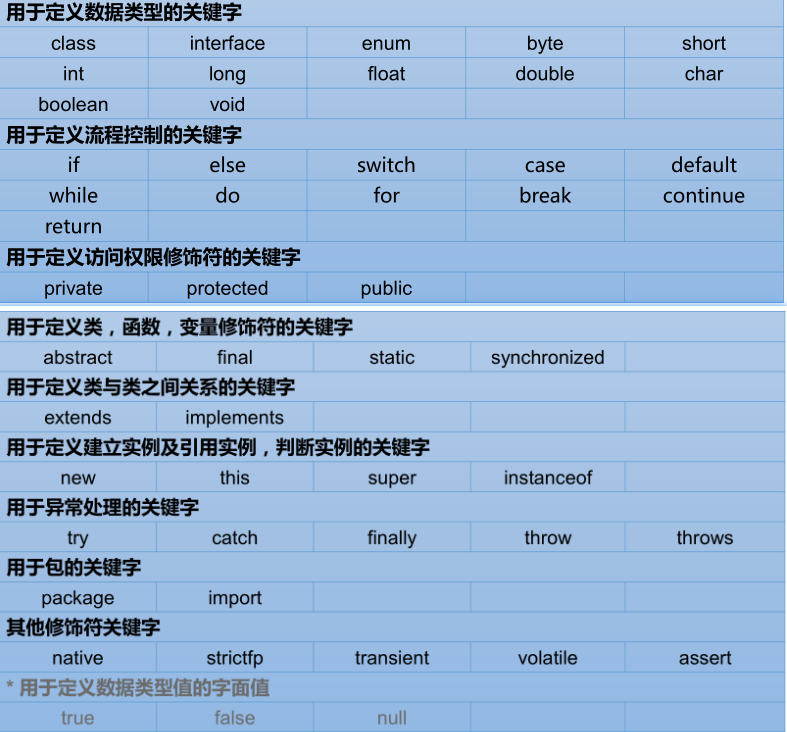 用于定义数据类型的关键字
class interface enum byte short
int long float double char
boolean void
用于定义流程控制的关键字
if else switch case default
while do for break continue
return
用于定义访问权限修饰符的关键字
private protected public
用于定义类，函数，变量修饰符的关键字
abstract final static synchronized
用于定义类与类之间关系的关键字
extends implements
用于定义建立实例及引用实例，判断实例的关键字
new this super instanceof
用于异常处理的关键字
try catch finally throw throws
用于包的关键字
package import
其他修饰符关键字
native strictfp transient volatile assert
* 用于定义数据类型值的字面值
true false null